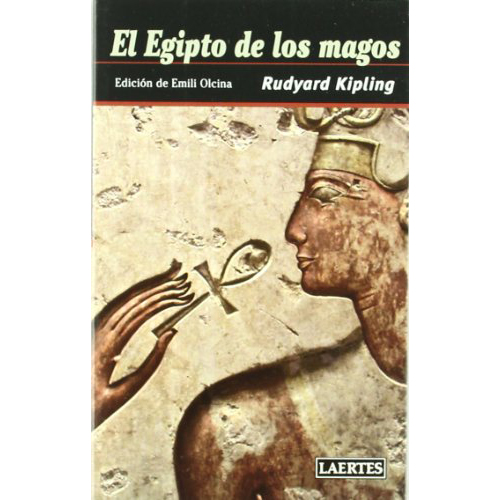 El Egipto de los magos
Edición de Emili Olcina
Rudyard Kipling
LAERTES